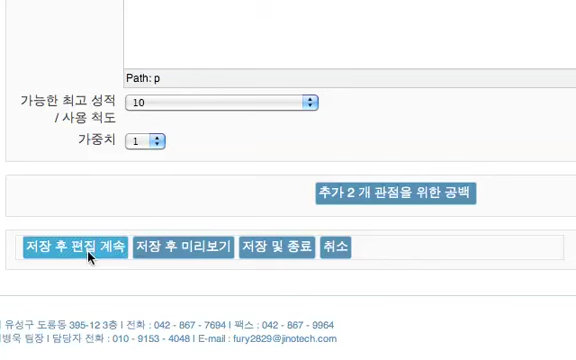 Path: p
가능한 최고 성적
/ 사용 척도
10
가중치
1
추가 2 개 관점을 위한 공백
저장 후 편집 계속
저장 후 미리보기
저장 및 종료
취소
유성구 도룡동 395-12 3층 l 전화 : 042 - 867 - 7694 l 팩스 : 042 - 867 - 9964
병욱 팀장 l 담당자 전화 : 010 - 9153 - 4048 l E-mail : fury2829@jinotech.com